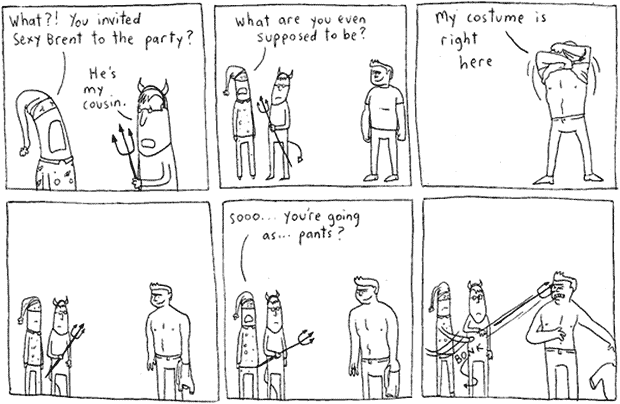 What?! You invited
Sexy Brent to the party?
He's
my
cousin.
What are you even
supposed to be?
My costume is
right
here
Sooo... You're going
as... pants?
BONK